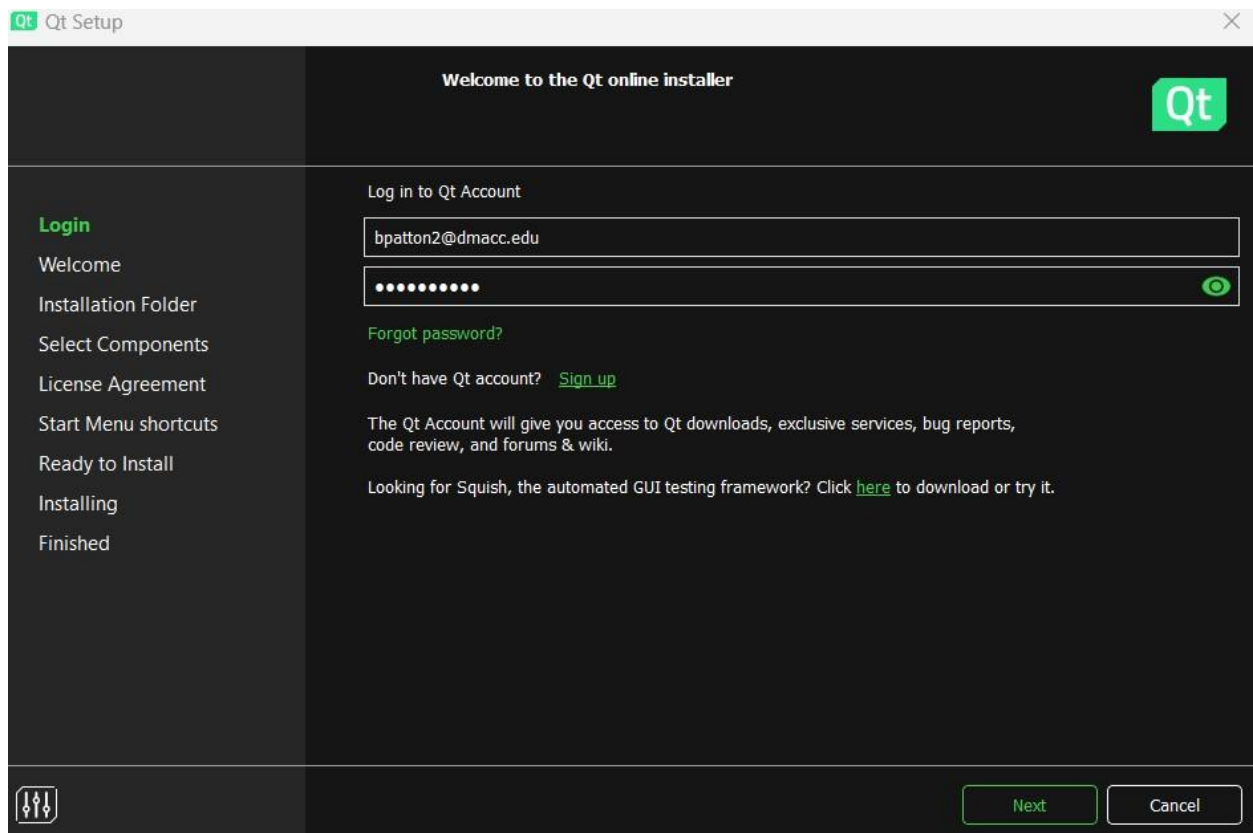 Qt Qt Setup
Welcome to the Qt online installer
Qt
Login
Welcome
Installation Folder
Select Components
License Agreement
Start Menu shortcuts
Ready to Install
Installing
Finished
Log in to Qt Account
bpatton2@dmacc.edu
●●●●●●●●●●
Forgot password?
Don't have Qt account? Sign up
The Qt Account will give you access to Qt downloads, exclusive services, bug reports,
code review, and forums & wiki.
Looking for Squish, the automated GUI testing framework? Click here to download or try it.
Next
Cancel